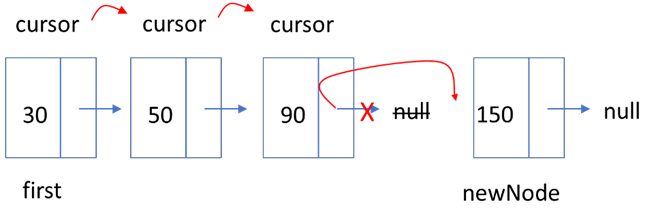 cursor cursor cursor
30 50 90 X null 150 null
first newNode